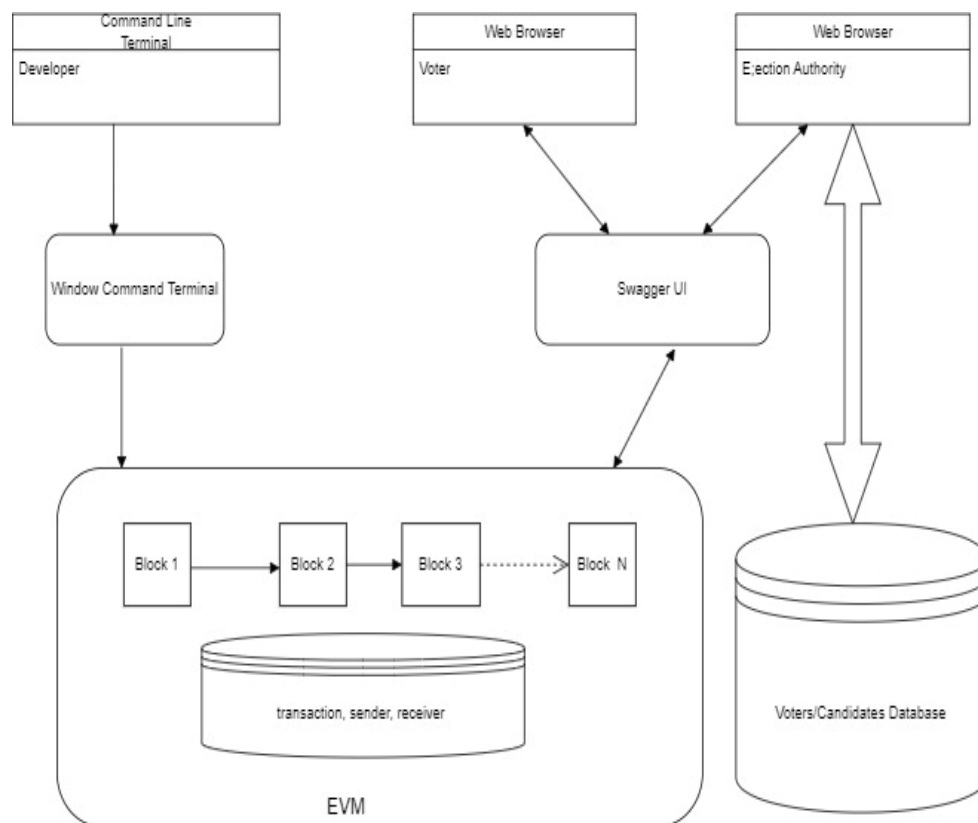 Command Line
Terminal
Developer
Web Browser
Voter
Web Browser
E;ection Authority
Window Command Terminal
Swagger UI
Block 1
Block 2
Block 3
Block N
transaction, sender, receiver
EVM
Voters/Candidates Database